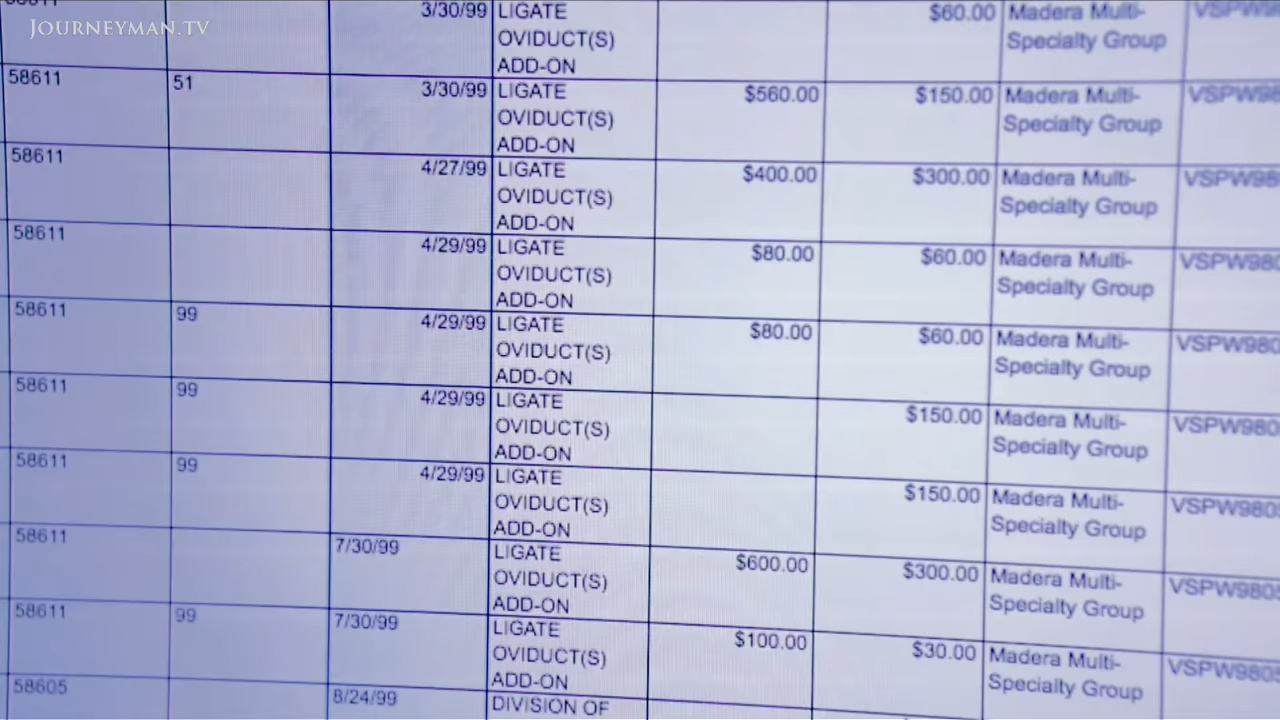 JOURNEYMAN.TV
58611 3/30/99 LIGATE $60.00 Madera Multi-
OVIDUCT(S) Specialty Group
ADD-ON
58611 51 3/30/99 LIGATE $560.00 $150.00 Madera Multi-
OVIDUCT(S) Specialty Group
ADD-ON
58611 4/27/99 LIGATE $400.00 $300.00 Madera Multi-
OVIDUCT(S) Specialty Group
ADD-ON
58611 4/29/99 LIGATE $80.00 $60.00 Madera Multi- VSPW980
OVIDUCT(S) Specialty Group
ADD-ON
58611 99 4/29/99 LIGATE $80.00 $60.00 Madera Multi- VSPW980
OVIDUCT(S) Specialty Group
ADD-ON
58611 99 4/29/99 LIGATE $150.00 Madera Multi- VSPW980
OVIDUCT(S) Specialty Group
ADD-ON
58611 99 4/29/99 LIGATE $150.00 Madera Multi- VSPW9805
OVIDUCT(S) Specialty Group
ADD-ON
58611 7/30/99 LIGATE $600.00 $300.00 Madera Multi- VSPW9805
OVIDUCT(S) Specialty Group
ADD-ON
58611 99 7/30/99 LIGATE $100.00 $30.00 Madera Multi- VSPW9805
OVIDUCT(S) Specialty Group
ADD-ON
58605 8/24/99 DIVISION OF